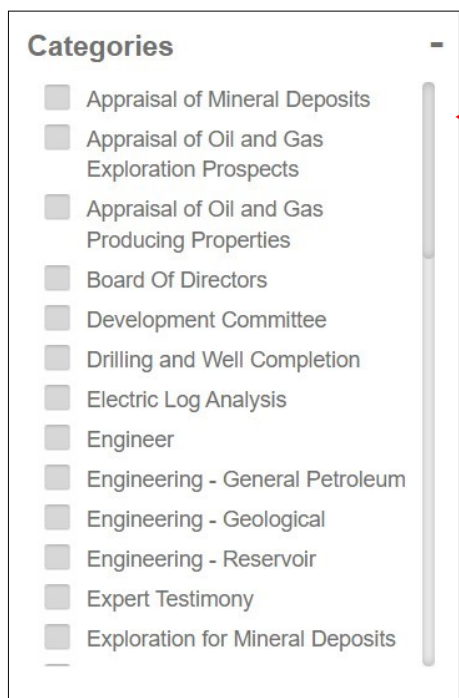 Categories -
Appraisal of Mineral Deposits
Appraisal of Oil and Gas
Exploration Prospects
Appraisal of Oil and Gas
Producing Properties
Board Of Directors
Development Committee
Drilling and Well Completion
Electric Log Analysis
Engineer
Engineering - General Petroleum
Engineering - Geological
Engineering - Reservoir
Expert Testimony
Exploration for Mineral Deposits